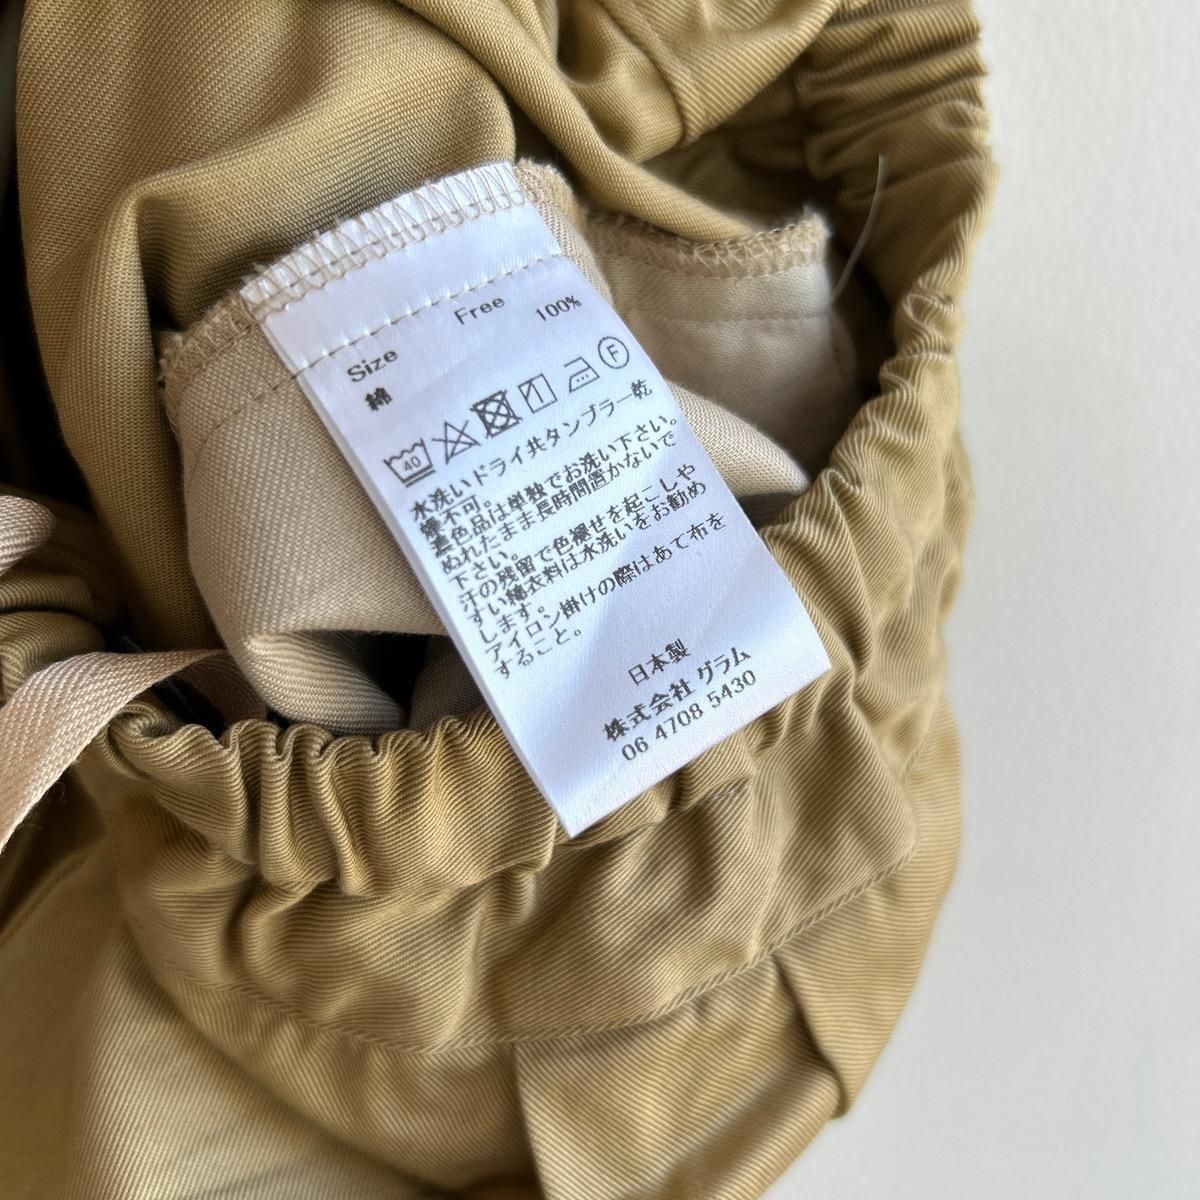 Size Free
綿 100%
40 F
水洗いドライ共タンブラー乾
燥不可。
濃色品は単独でお洗い下さい。
ぬれたまま長時間置かないで
下さい。
汗の残留で色褪せを起こしや
すい綿衣料は水洗いをお勧め
します。
アイロン掛けの際はあて布を
すること。
日本製
株式会社 グラム
06 4708 5430